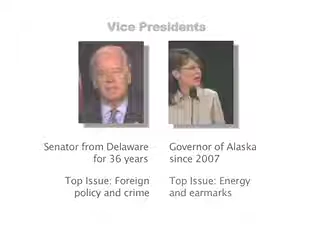 Vice Presidents
Senator from Delaware
for 36 years
Top Issue: Foreign
policy and crime
Governor of Alaska
since 2007
Top Issue: Energy
and earmarks